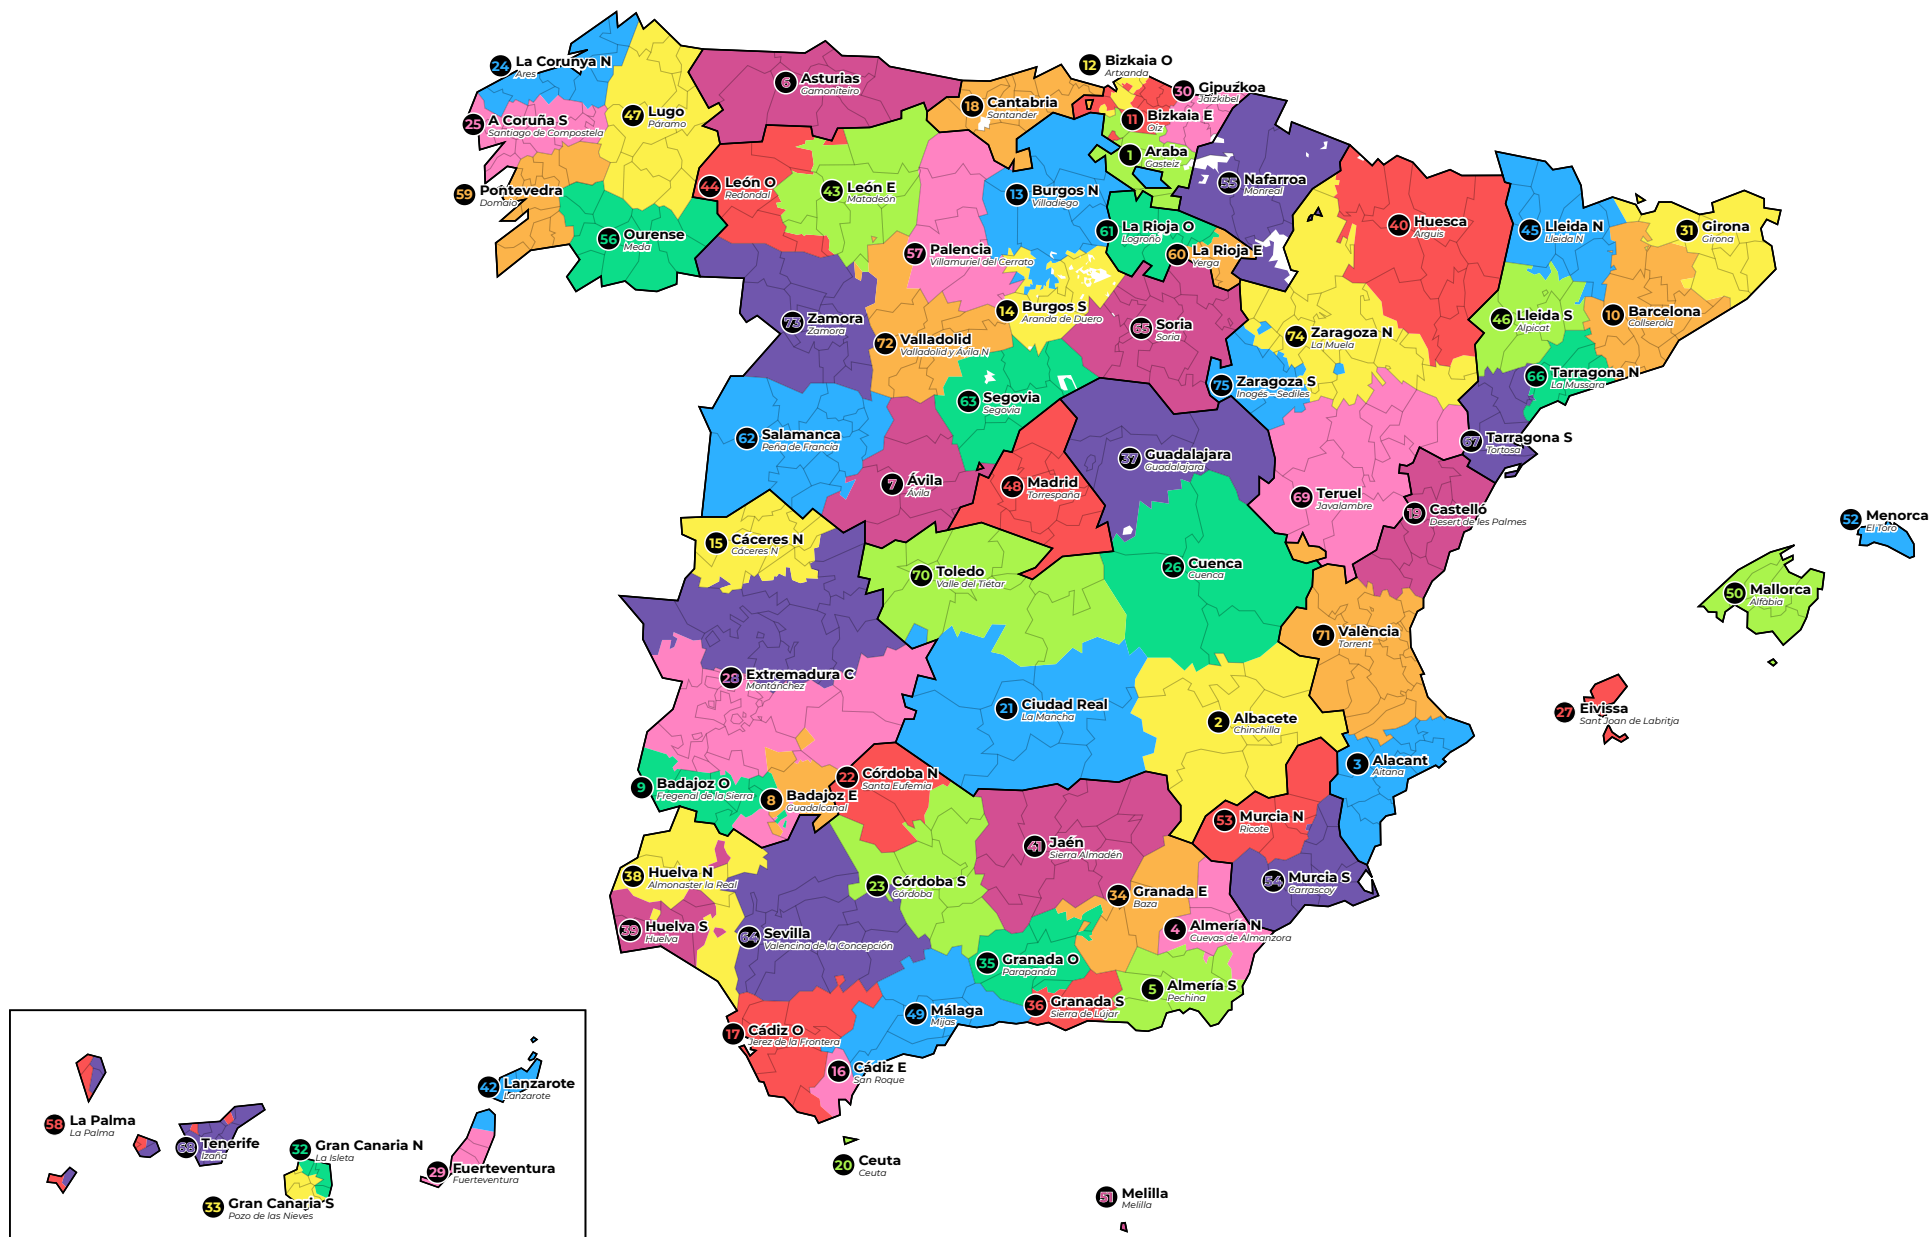 24 La Corunya N
Ares
25 A Coruña S
Santiago de Compostela
47 Lugo
Páramo
59 Pontevedra
Domaio
56 Ourense
Meda
6 Asturias
Gamoniteiro
44 León O
Redondal
43 León E
Matadeón
18 Cantabria
Santander
12 Bizkaia O
Artxanda
11 Bizkaia E
Oiz
30 Gipuzkoa
Jaizkibel
1 Araba
Gasteiz
55 Nafarroa
Monreal
13 Burgos N
Villadiego
57 Palencia
Villamuriel del Cerrato
61 La Rioja O
Logroño
60 La Rioja E
Yerga
40 Huesca
Arguis
45 Lleida N
Lleida N
31 Girona
Girona
73 Zamora
Zamora
72 Valladolid
Valladolid y Ávila N
14 Burgos S
Aranda de Duero
65 Soria
Soria
74 Zaragoza N
La Muela
46 Lleida S
Alpicat
10 Barcelona
Collserola
75 Zaragoza S
Inogés – Sediles
66 Tarragona N
La Mussara
63 Segovia
Segovia
62 Salamanca
Peña de Francia
7 Ávila
Ávila
48 Madrid
Torrespaña
37 Guadalajara
Guadalajara
67 Tarragona S
Tortosa
69 Teruel
Javalambre
19 Castelló
Desert de les Palmes
52 Menorca
El Toro
15 Cáceres N
Cáceres N
70 Toledo
Valle del Tiétar
26 Cuenca
Cuenca
50 Mallorca
Alfàbia
71 València
Torrent
28 Extremadura C
Montánchez
21 Ciudad Real
La Mancha
2 Albacete
Chinchilla
27 Eivissa
Sant Joan de Labritja
3 Alacant
Aitana
9 Badajoz O
Fregenal de la Sierra
8 Badajoz E
Guadalcanal
22 Córdoba N
Santa Eufemia
53 Murcia N
Ricote
41 Jaén
Sierra Almadén
38 Huelva N
Almonaster la Real
23 Córdoba S
Córdoba
34 Granada E
Baza
54 Murcia S
Carrascoy
39 Huelva S
Huelva
64 Sevilla
Valencina de la Concepción
4 Almería N
Cuevas de Almanzora
35 Granada O
Parapanda
5 Almería S
Pechina
36 Granada S
Sierra de Lújar
49 Málaga
Mijas
17 Cádiz O
Jerez de la Frontera
16 Cádiz E
San Roque
20 Ceuta
Ceuta
51 Melilla
Melilla
58 La Palma
La Palma
68 Tenerife
Izaña
32 Gran Canaria N
La Isleta
33 Gran Canaria S
Pozo de las Nieves
42 Lanzarote
Lanzarote
29 Fuerteventura
Fuerteventura